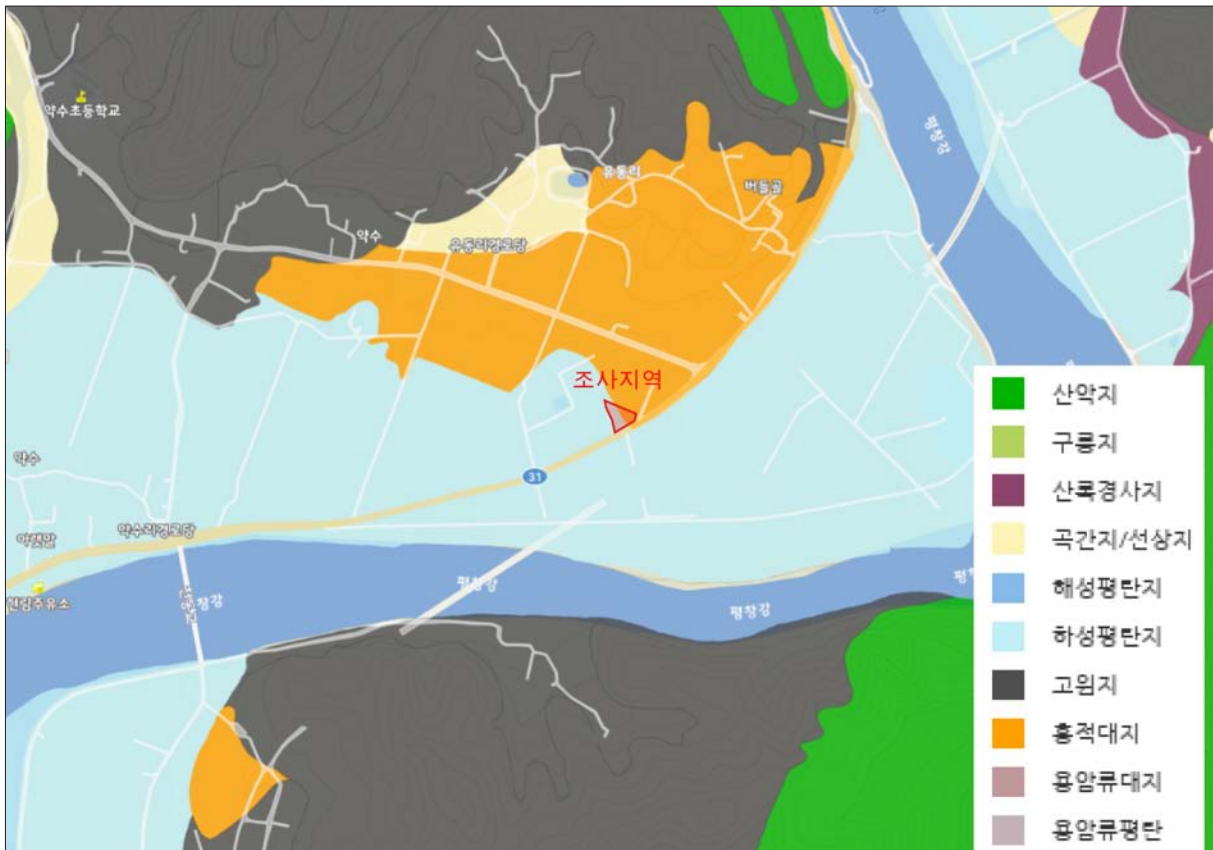 약수초등학교
평창강
유동리
버들골
약수
유동리경로당
조사지역
31
약수
약수리경로당
아랫말
평창강
평창강
평창강
산악지
구릉지
산록경사지
곡간지/선상지
해성평탄지
하성평탄지
고원지
홍적대지
용암류대지
용암류평탄